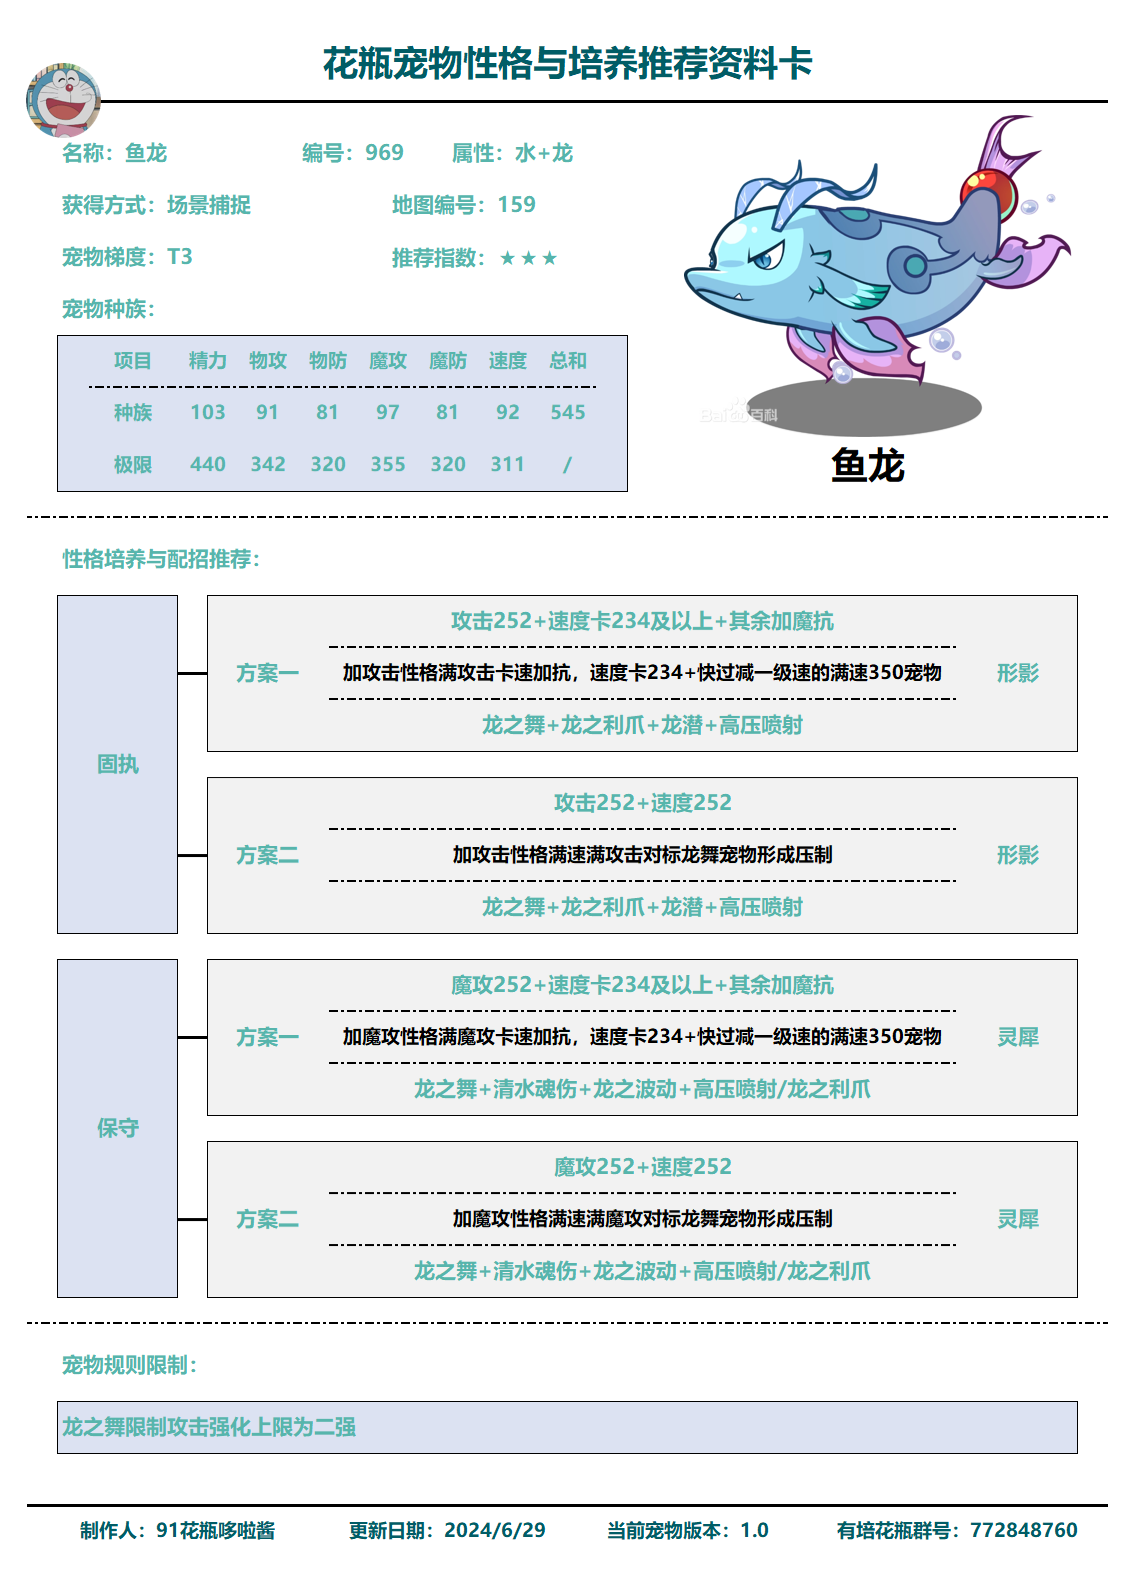 花瓶宠物性格与培养推荐资料卡
名称：鱼龙 编号：969 属性：水+龙
获得方式：场景捕捉 地图编号：159
宠物梯度：T3 推荐指数：★★★
宠物种族：
项目 精力 物攻 物防 魔攻 魔防 速度 总和
种族 103 91 81 97 81 92 545
极限 440 342 320 355 320 311 /
Bai百科
鱼龙
性格培养与配招推荐：
固执
攻击252+速度卡234及以上+其余加魔抗
方案一 加攻击性格满攻击卡速加抗，速度卡234+快过减一级速的满速350宠物 形影
龙之舞+龙之利爪+龙潜+高压喷射
攻击252+速度252
方案二 加攻击性格满速满攻击对标龙舞宠物形成压制 形影
龙之舞+龙之利爪+龙潜+高压喷射
保守
魔攻252+速度卡234及以上+其余加魔抗
方案一 加魔攻性格满魔攻卡速加抗，速度卡234+快过减一级速的满速350宠物 灵犀
龙之舞+清水魂伤+龙之波动+高压喷射/龙之利爪
魔攻252+速度252
方案二 加魔攻性格满速满魔攻对标龙舞宠物形成压制 灵犀
龙之舞+清水魂伤+龙之波动+高压喷射/龙之利爪
宠物规则限制：
龙之舞限制攻击强化上限为二强
制作人：91花瓶哆啦酱 更新日期：2024/6/29 当前宠物版本：1.0 有培花瓶群号：772848760